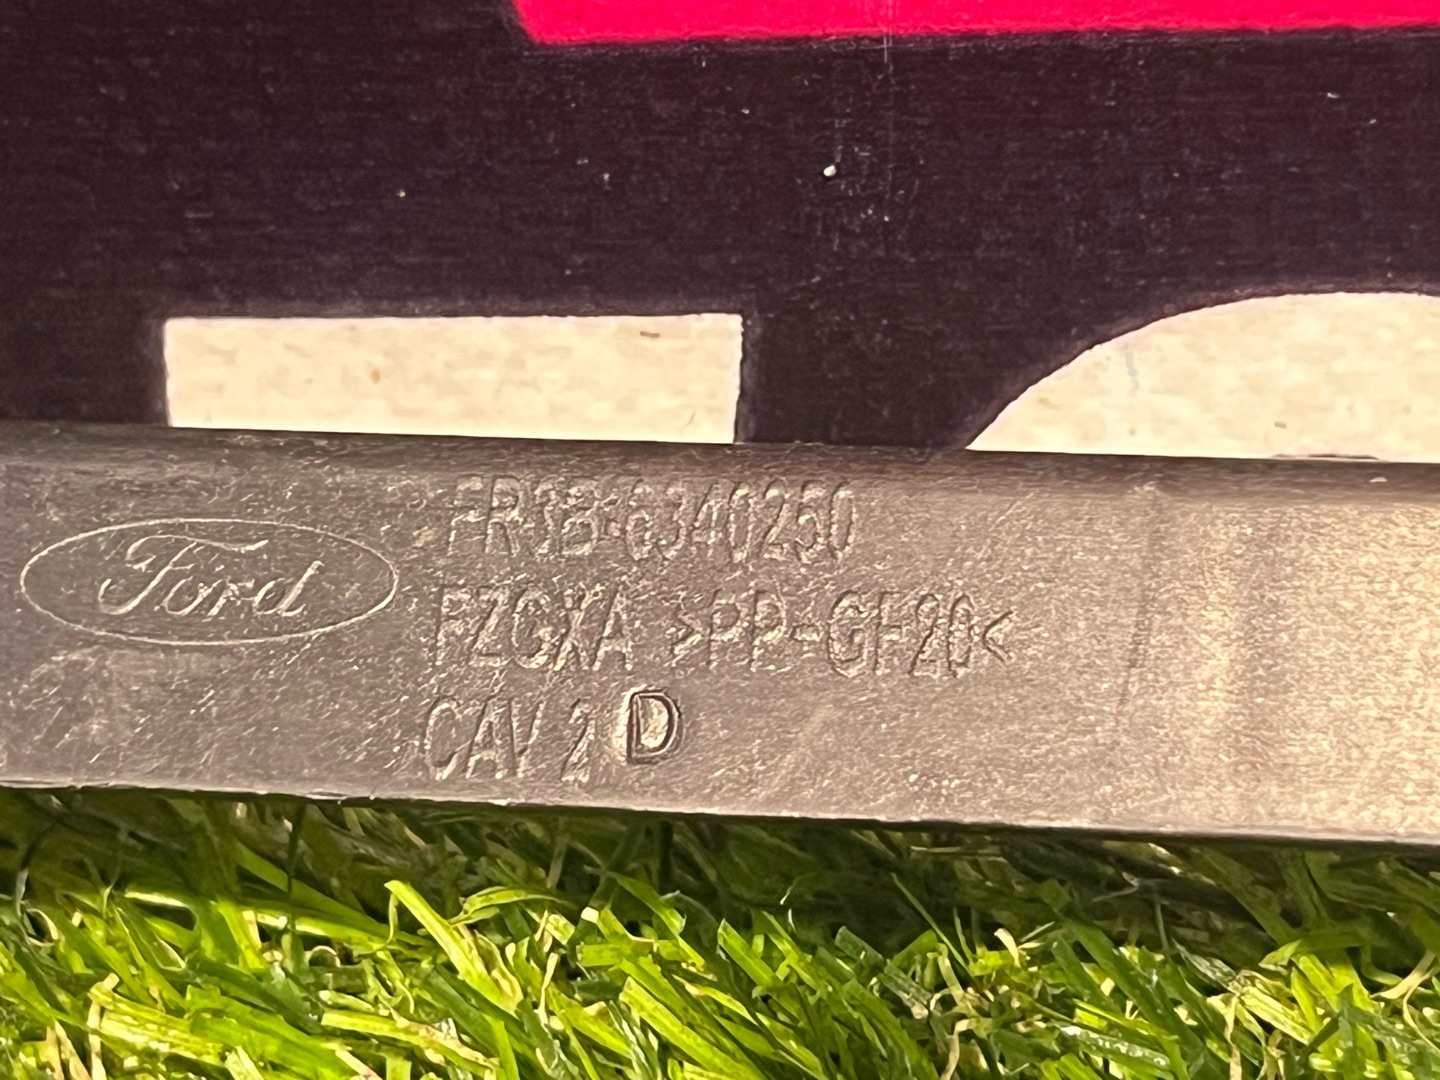 Ford
FR3B-6340250
FZGXA >PP-GF20<
CAV 2 D